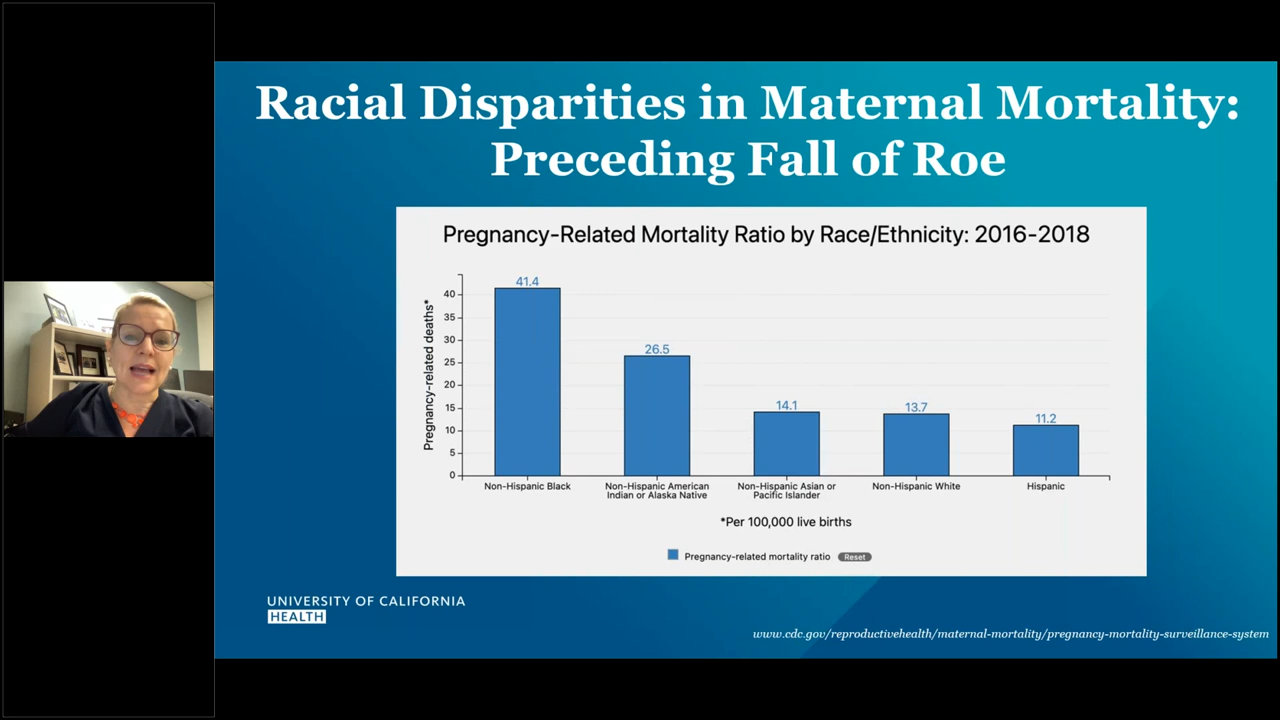 Racial Disparities in Maternal Mortality:
Preceding Fall of Roe
Pregnancy-Related Mortality Ratio by Race/Ethnicity: 2016-2018
Pregnancy-related deaths*
40
35
30
25
20
15
10
5
0
41.4
26.5
14.1
13.7
11.2
Non-Hispanic Black
Non-Hispanic American
Indian or Alaska Native
Non-Hispanic Asian or
Pacific Islander
Non-Hispanic White
Hispanic
*Per 100,000 live births
Pregnancy-related mortality ratio
Reset
UNIVERSITY OF CALIFORNIA
HEALTH
www.cdc.gov/reproductivehealth/maternal-mortality/pregnancy-mortality-surveillance-system